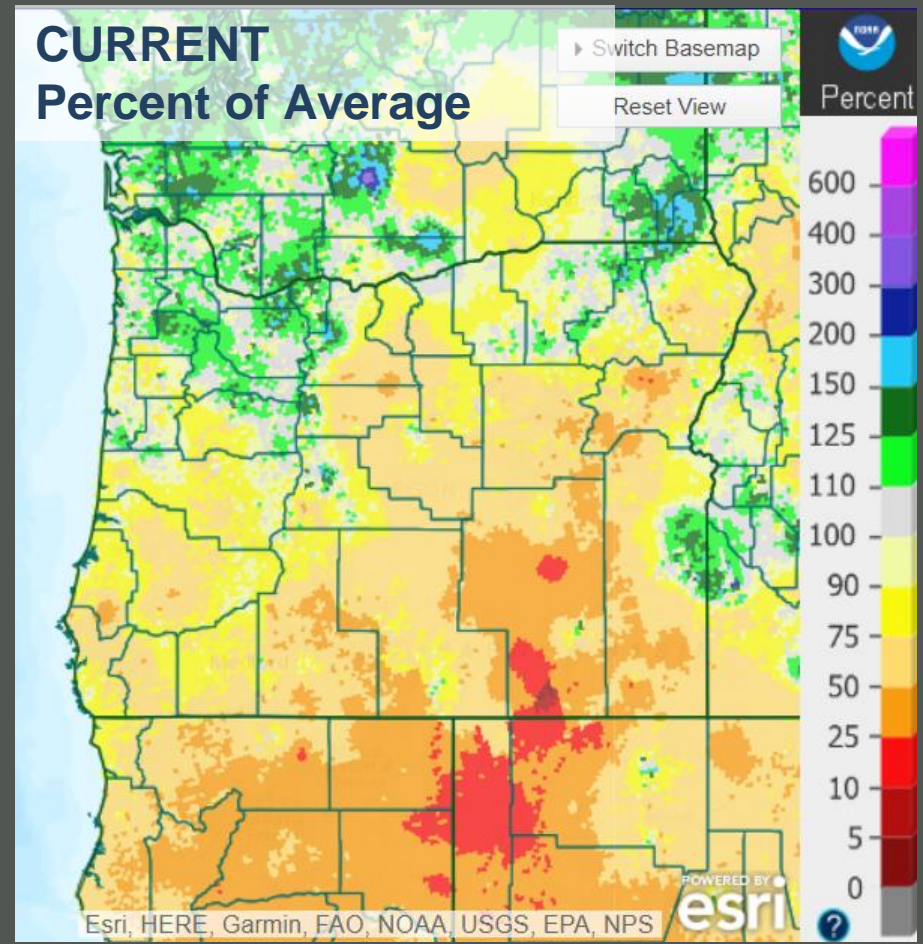 CURRENT
Percent of Average
Switch Basemap
Reset View
NOAA
Percent
600
400
300
200
150
125
110
100
90
75
50
25
10
5
0
Esri, HERE, Garmin, FAO, NOAA, USGS, EPA, NPS
POWERED BY
esri
?